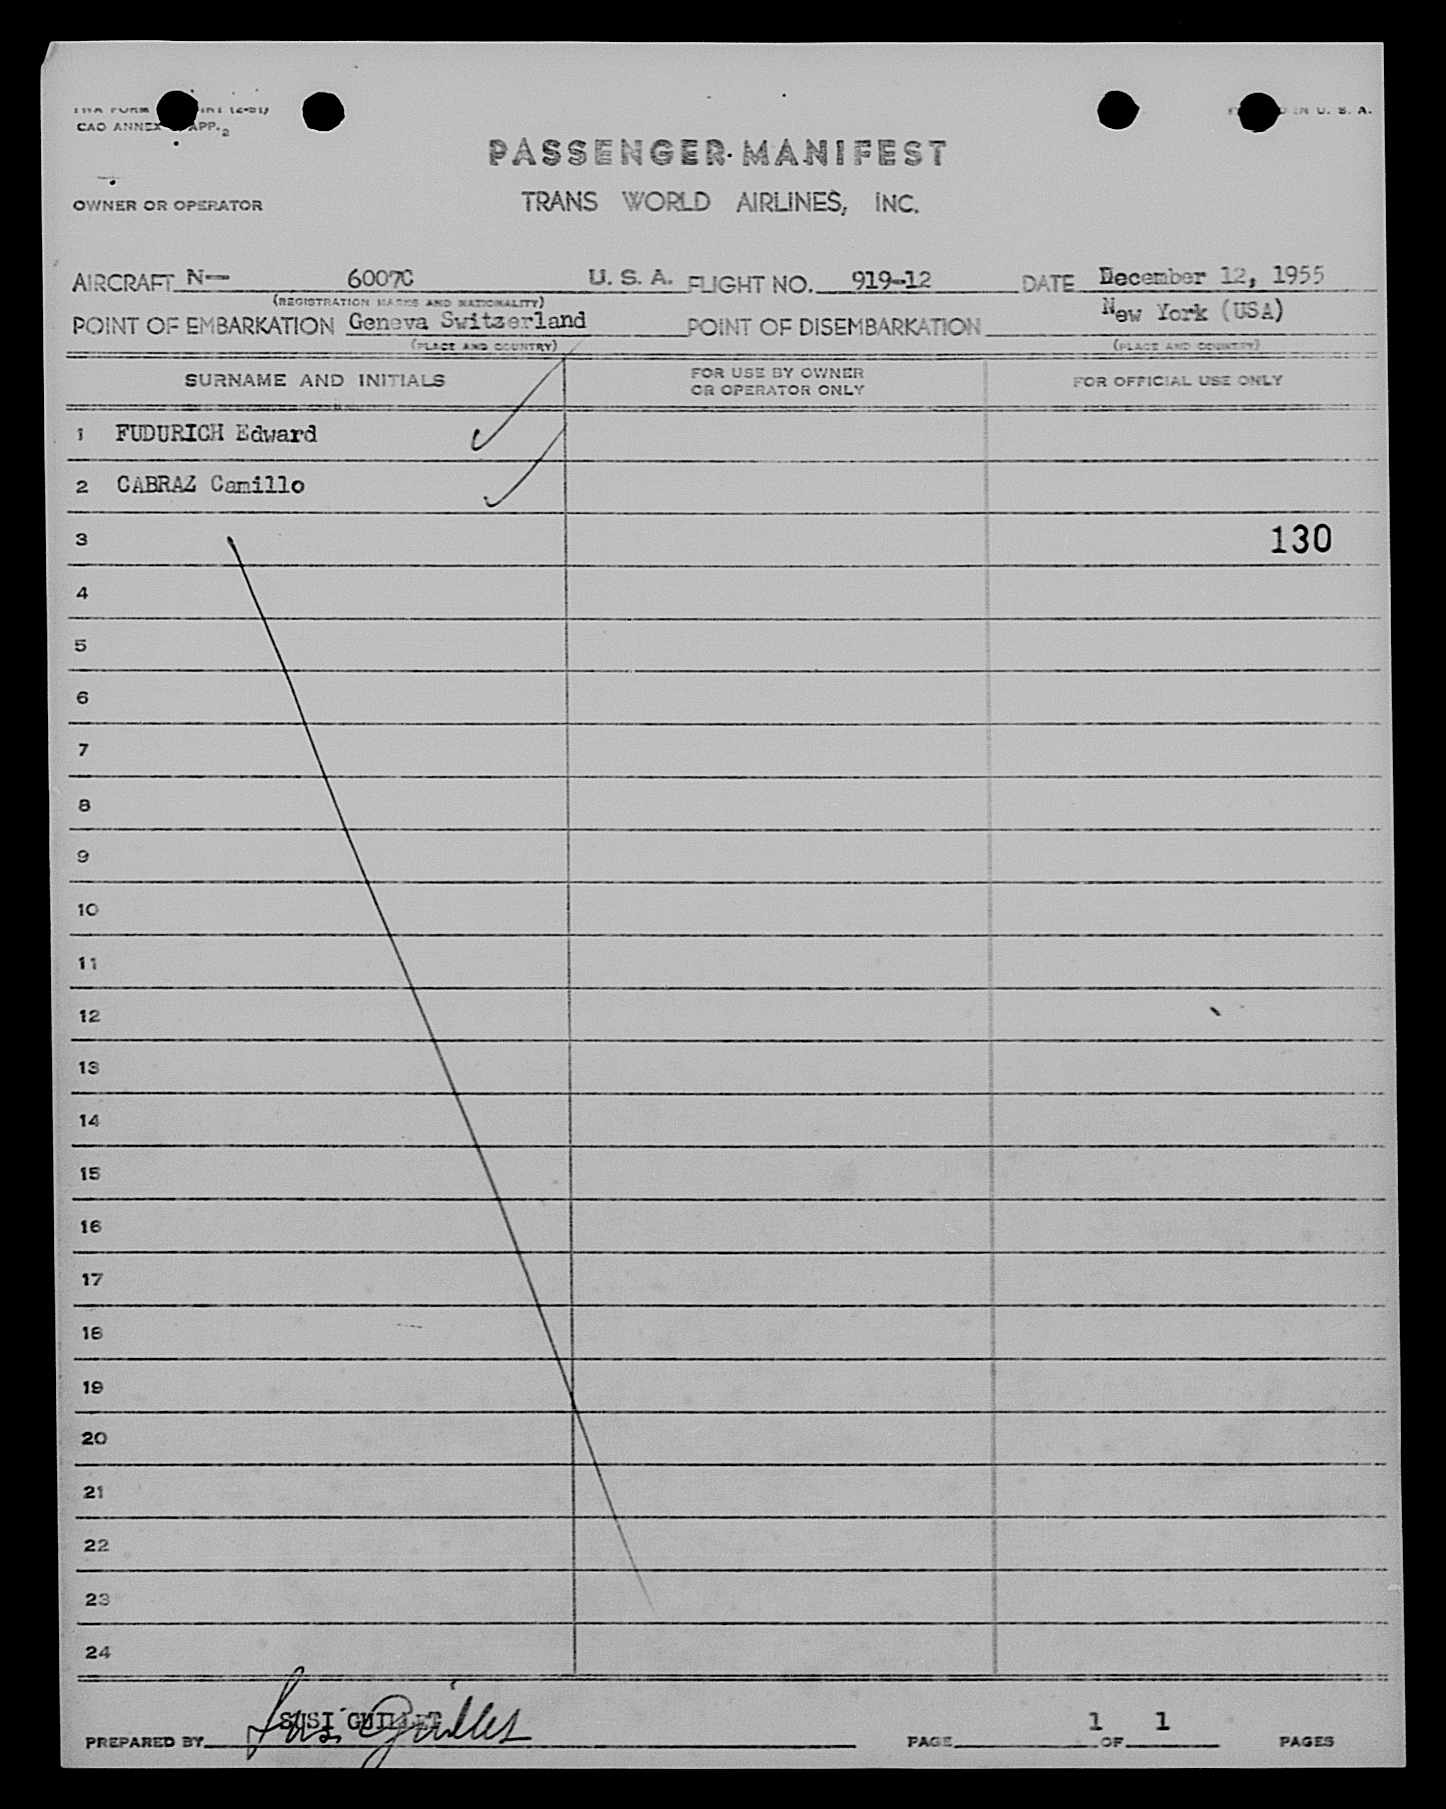 CAO ANNEX APP. 2
U. S. A.
PASSENGER MANIFEST
OWNER OR OPERATOR
TRANS WORLD AIRLINES, INC.
AIRCRAFT N— 6007C U. S. A. FLIGHT NO. 919-12 DATE December 12, 1955
(REGISTRATION MARKS AND NATIONALITY)
POINT OF EMBARKATION Geneva Switzerland POINT OF DISEMBARKATION New York (USA)
(PLACE AND COUNTRY) (PLACE AND COUNTRY)
SURNAME AND INITIALS FOR USE BY OWNER OR OPERATOR ONLY FOR OFFICIAL USE ONLY
1 FUDURICH Edward
2 CABRAZ Camillo
3 130
4
5
6
7
8
9
10
11
12
13
14
15
16
17
18
19
20
21
22
23
24
SUSI GUILLET
Susi Guillet
PREPARED BY PAGE 1 OF 1 PAGES